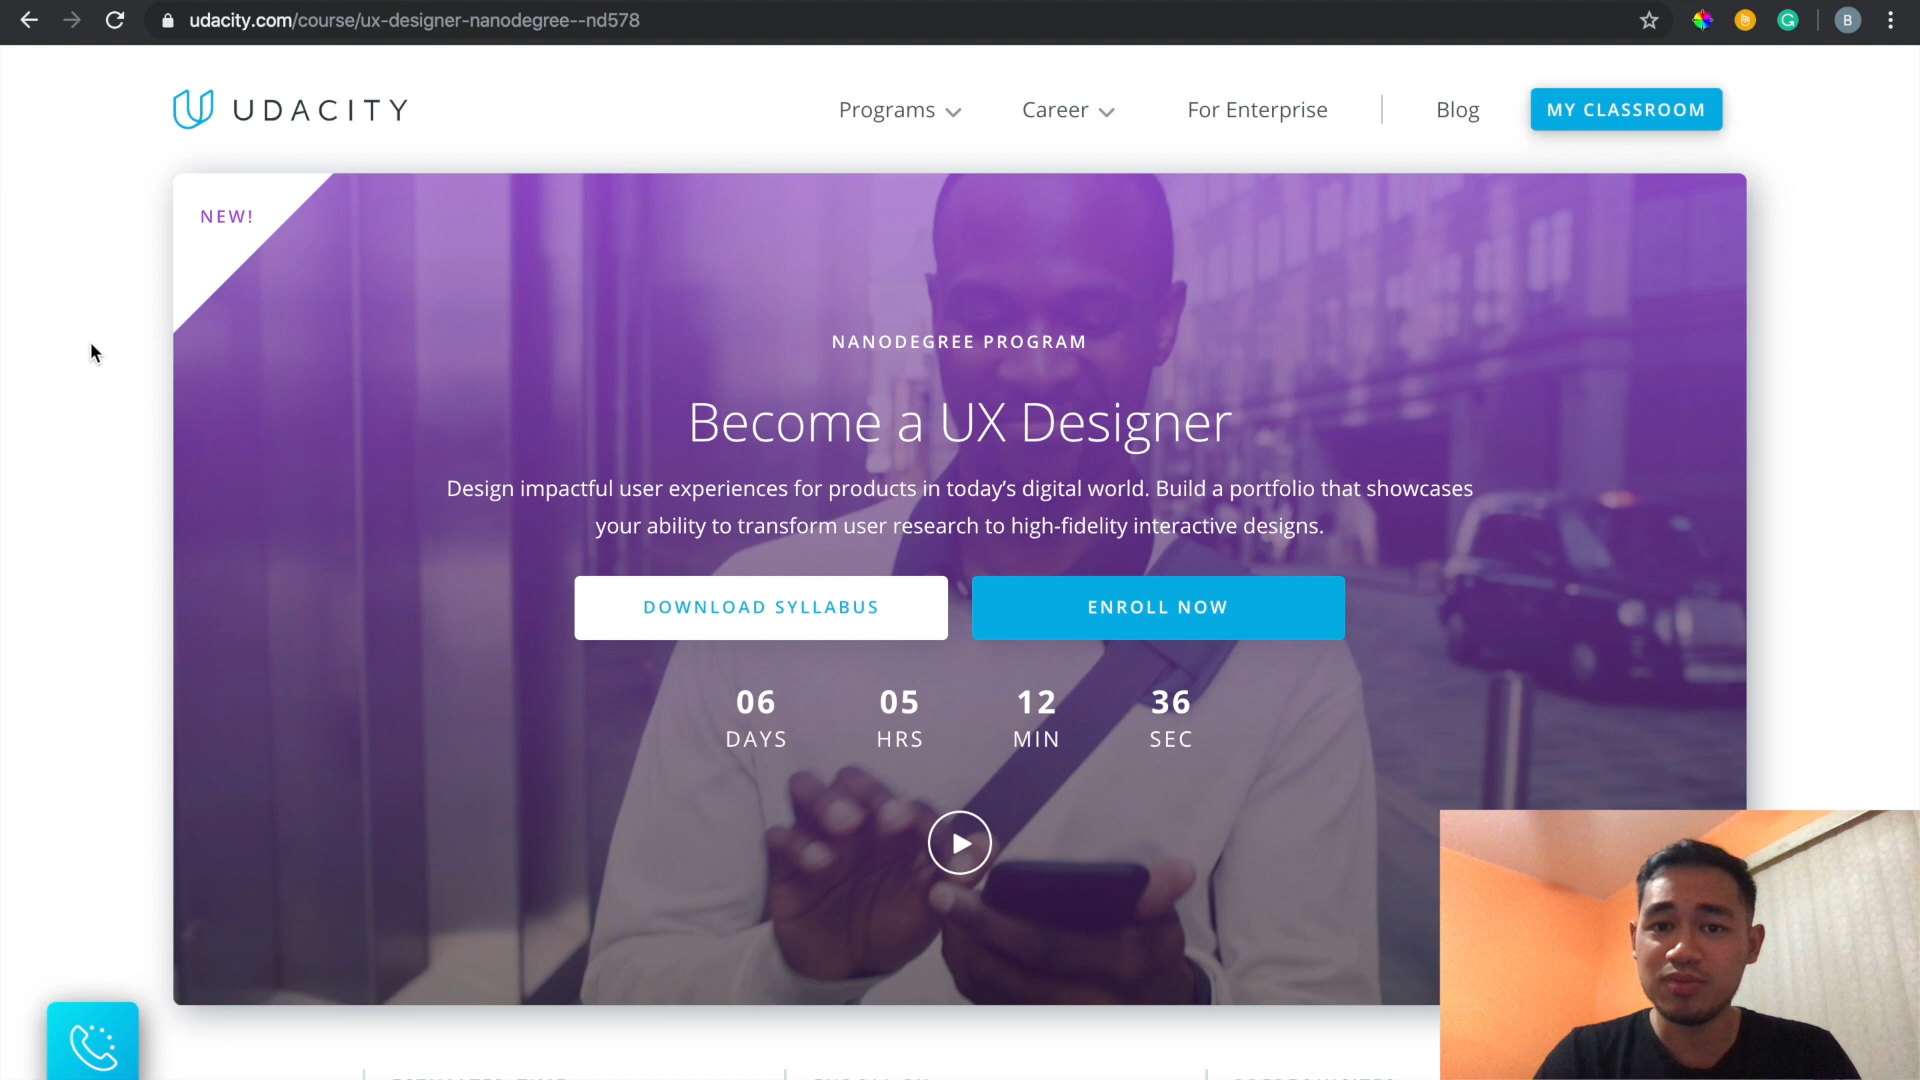 udacity.com/course/ux-designer-nanodegree--nd578
B
UDACITY
Programs
Career
For Enterprise
Blog
MY CLASSROOM
NEW!
NANODEGREE PROGRAM
Become a UX Designer
Design impactful user experiences for products in today’s digital world. Build a portfolio that showcases
your ability to transform user research to high-fidelity interactive designs.
DOWNLOAD SYLLABUS
ENROLL NOW
06 05 12 36
DAYS HRS MIN SEC